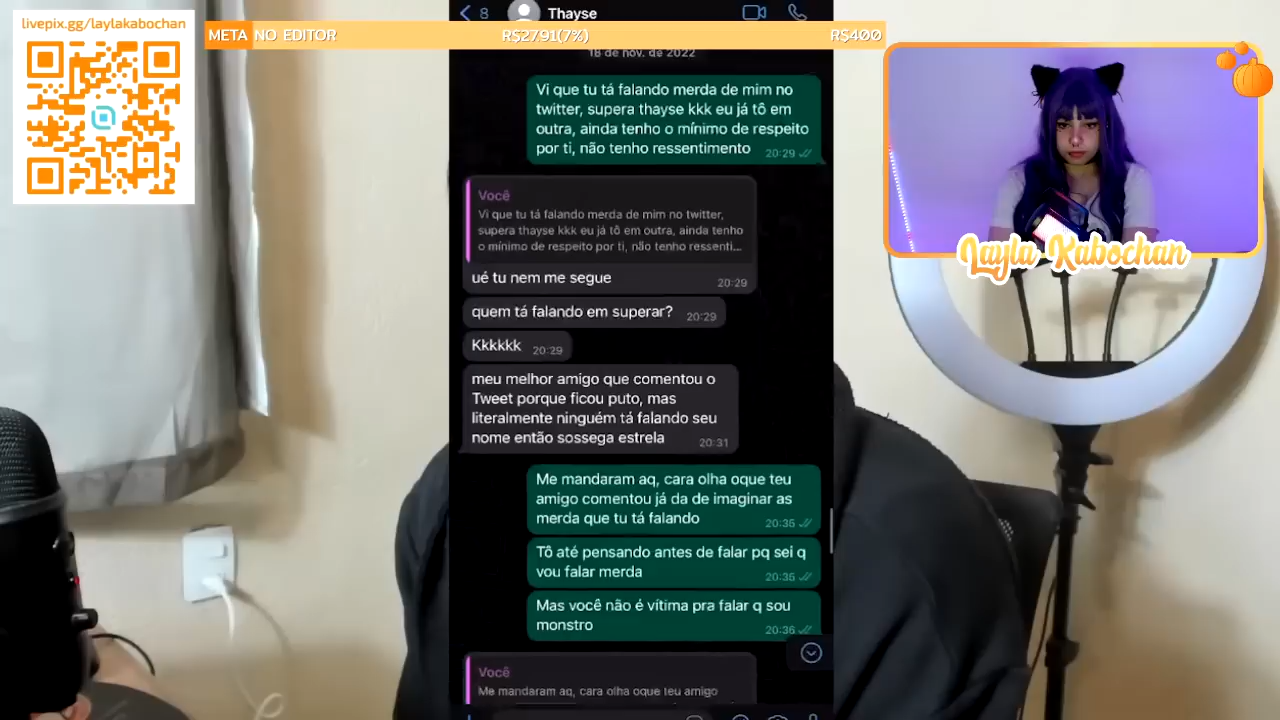 livepix.gg/laylakabochan
META NO EDITOR
R$27.91(7%)
R$400
8
Thayse
18 de nov. de 2022
Vi que tu tá falando merda de mim no
twitter, supera thayse kkk eu já tô em
outra, ainda tenho o mínimo de respeito
por ti, não tenho ressentimento
20:29
Você
Vi que tu tá falando merda de mim no twitter,
supera thayse kkk eu já tô em outra, ainda tenho
o mínimo de respeito por ti, não tenho ressenti...
ué tu nem me segue
20:29
quem tá falando em superar?
20:29
Kkkkkk
20:29
meu melhor amigo que comentou o
Tweet porque ficou puto, mas
literalmente ninguém tá falando seu
nome então sossega estrela
20:31
Me mandaram aq, cara olha oque teu
amigo comentou já da de imaginar as
merda que tu tá falando
20:35
Tô até pensando antes de falar pq sei q
vou falar merda
20:35
Mas você não é vítima pra falar q sou
monstro
20:36
Você
Me mandaram aq, cara olha oque teu amigo
Layla Kabochan